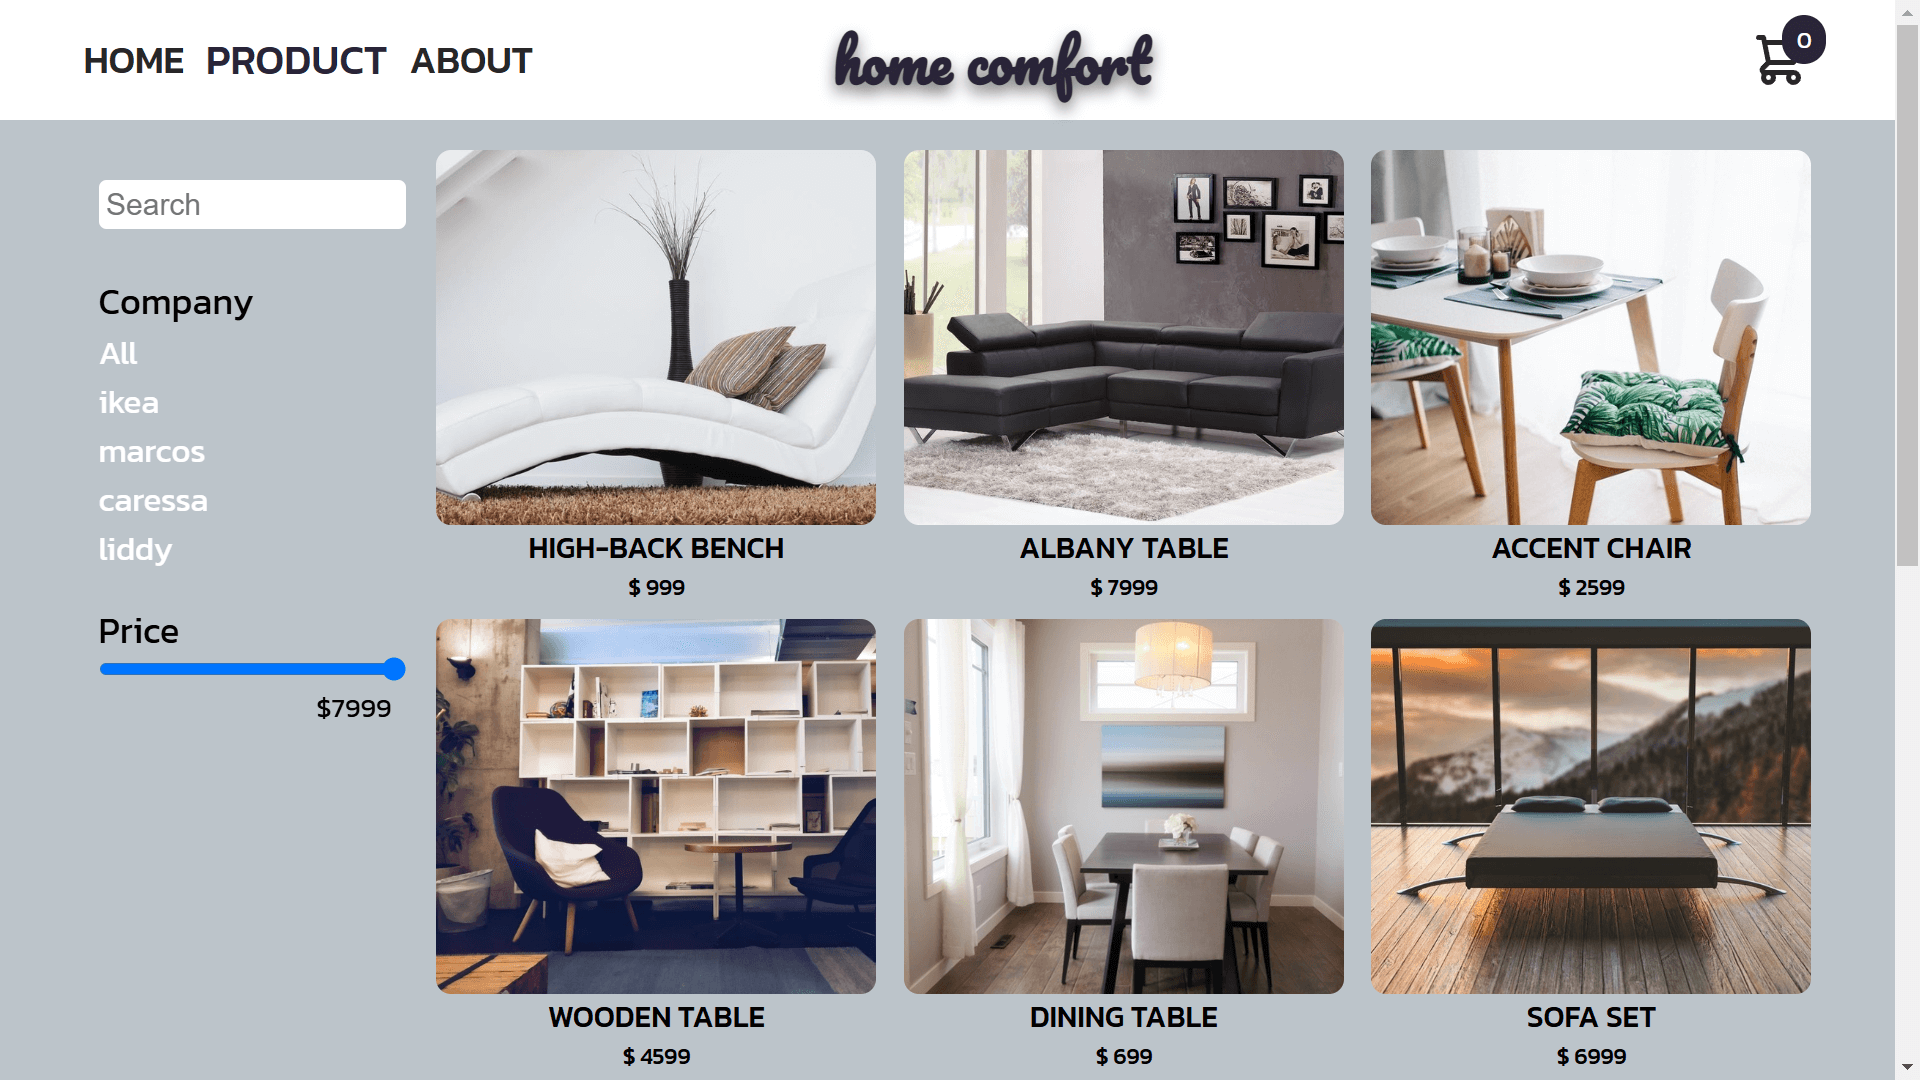 HOME PRODUCT ABOUT
home comfort
0
Search
Company
All
ikea
marcos
caressa
liddy
Price
$7999
HIGH-BACK BENCH
$ 999
ALBANY TABLE
$ 7999
ACCENT CHAIR
$ 2599
WOODEN TABLE
$ 4599
DINING TABLE
$ 699
SOFA SET
$ 6999